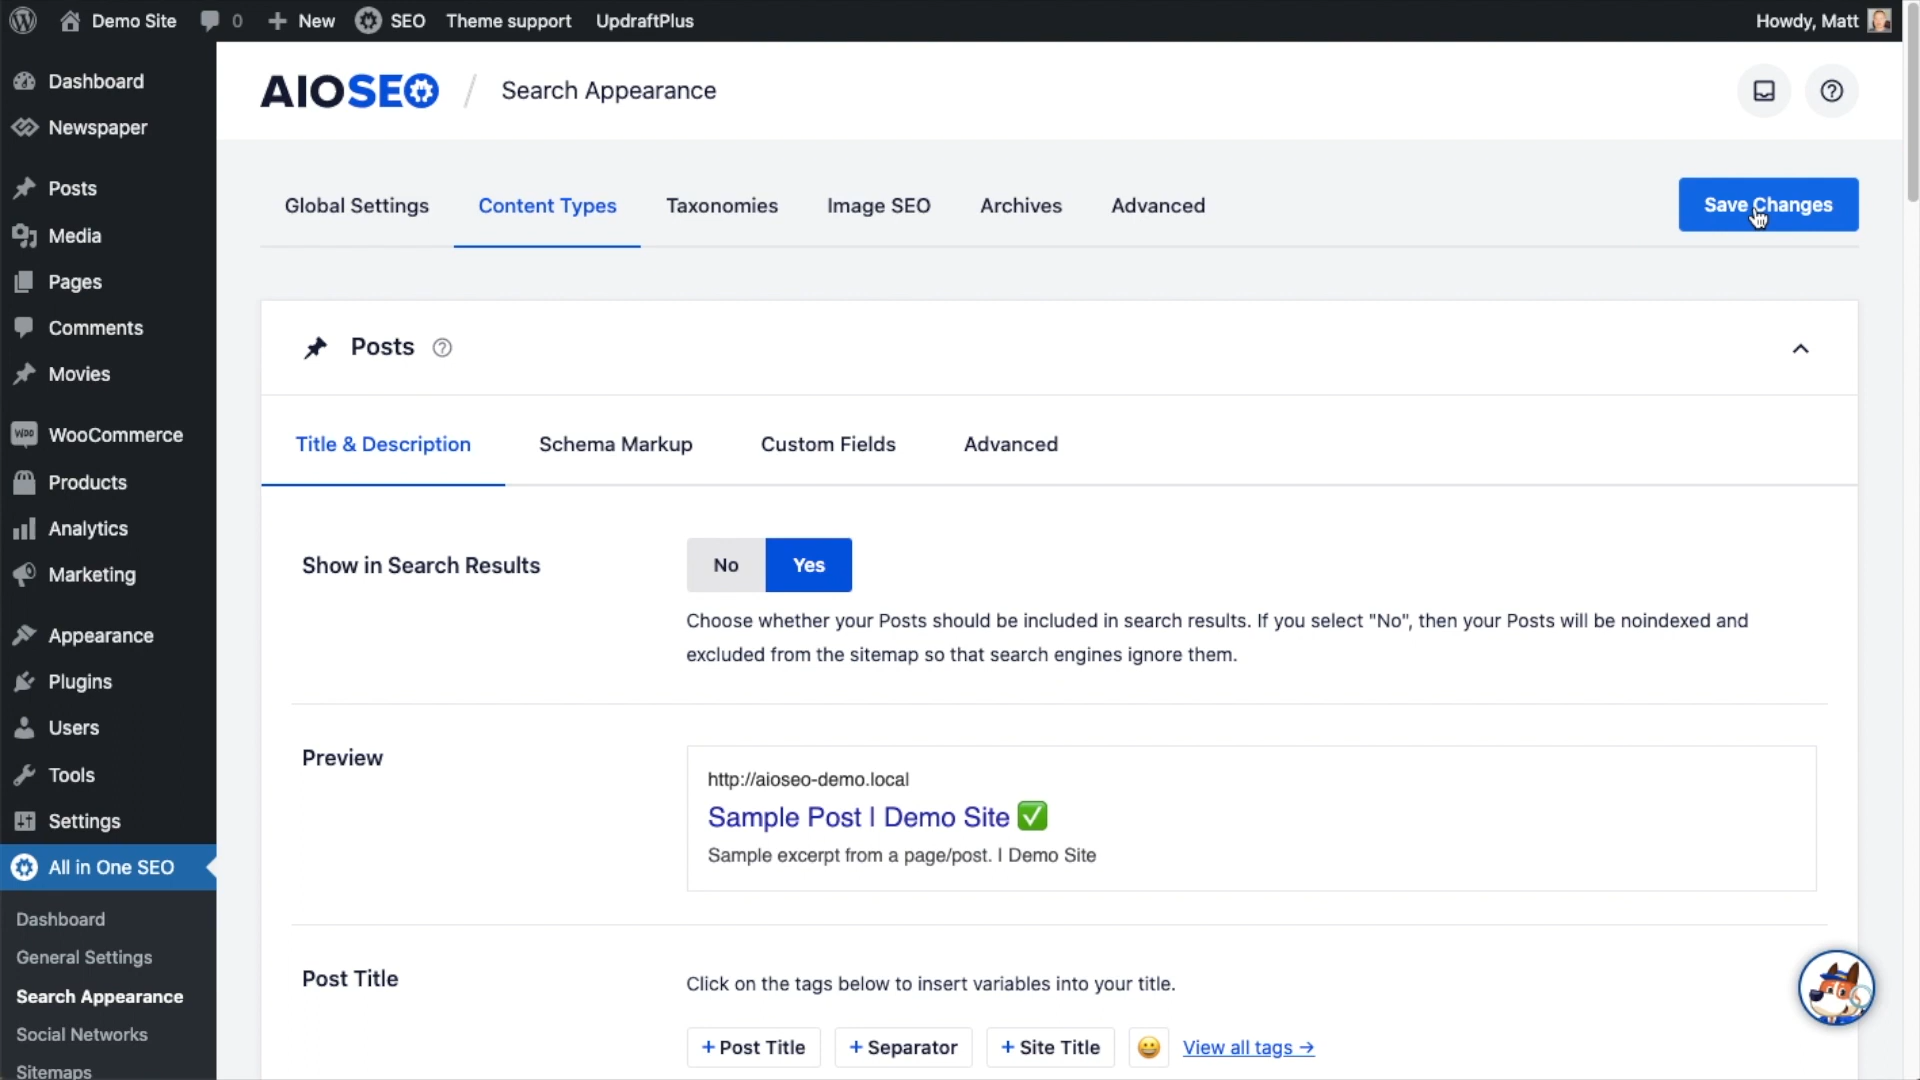 Demo Site
0
New
SEO
Theme support
UpdraftPlus
Howdy, Matt
Dashboard
Newspaper
Posts
Media
Pages
Comments
Movies
WooCommerce
Products
Analytics
Marketing
Appearance
Plugins
Users
Tools
Settings
All in One SEO
Dashboard
General Settings
Search Appearance
Social Networks
Sitemaps
AIOSEO / Search Appearance
Global Settings
Content Types
Taxonomies
Image SEO
Archives
Advanced
Save Changes
Posts
Title & Description
Schema Markup
Custom Fields
Advanced
Show in Search Results
No
Yes
Choose whether your Posts should be included in search results. If you select "No", then your Posts will be noindexed and
excluded from the sitemap so that search engines ignore them.
Preview
http://aioseo-demo.local
Sample Post | Demo Site ✅
Sample excerpt from a page/post. | Demo Site
Post Title
Click on the tags below to insert variables into your title.
+ Post Title
+ Separator
+ Site Title
😀
View all tags →